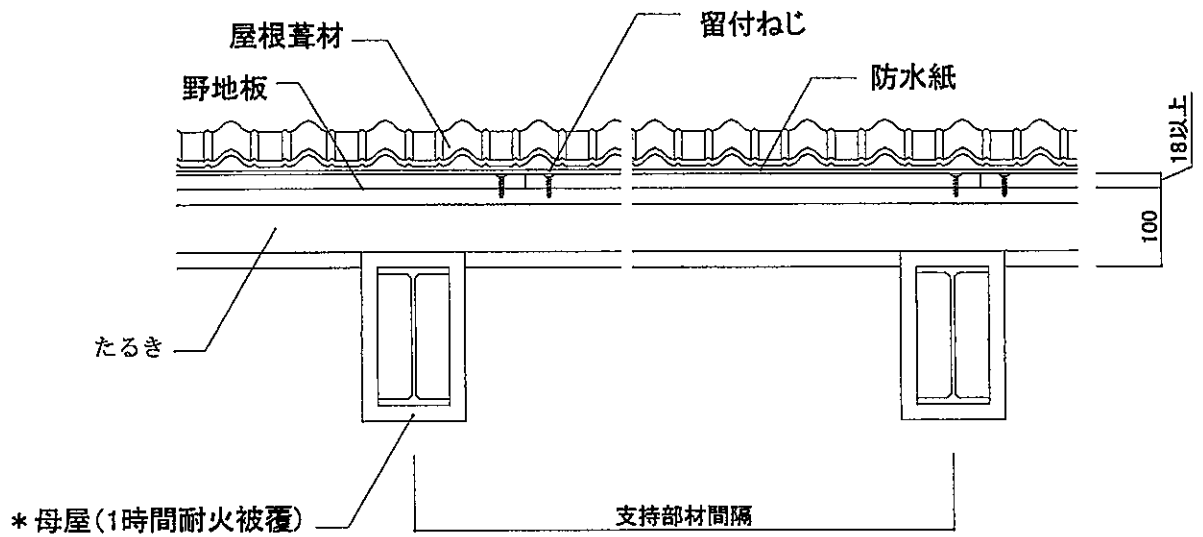 留付ねじ
屋根葺材
防水紙
野地板
18以上
100
たるき
*母屋(1時間耐火被覆)
支持部材間隔